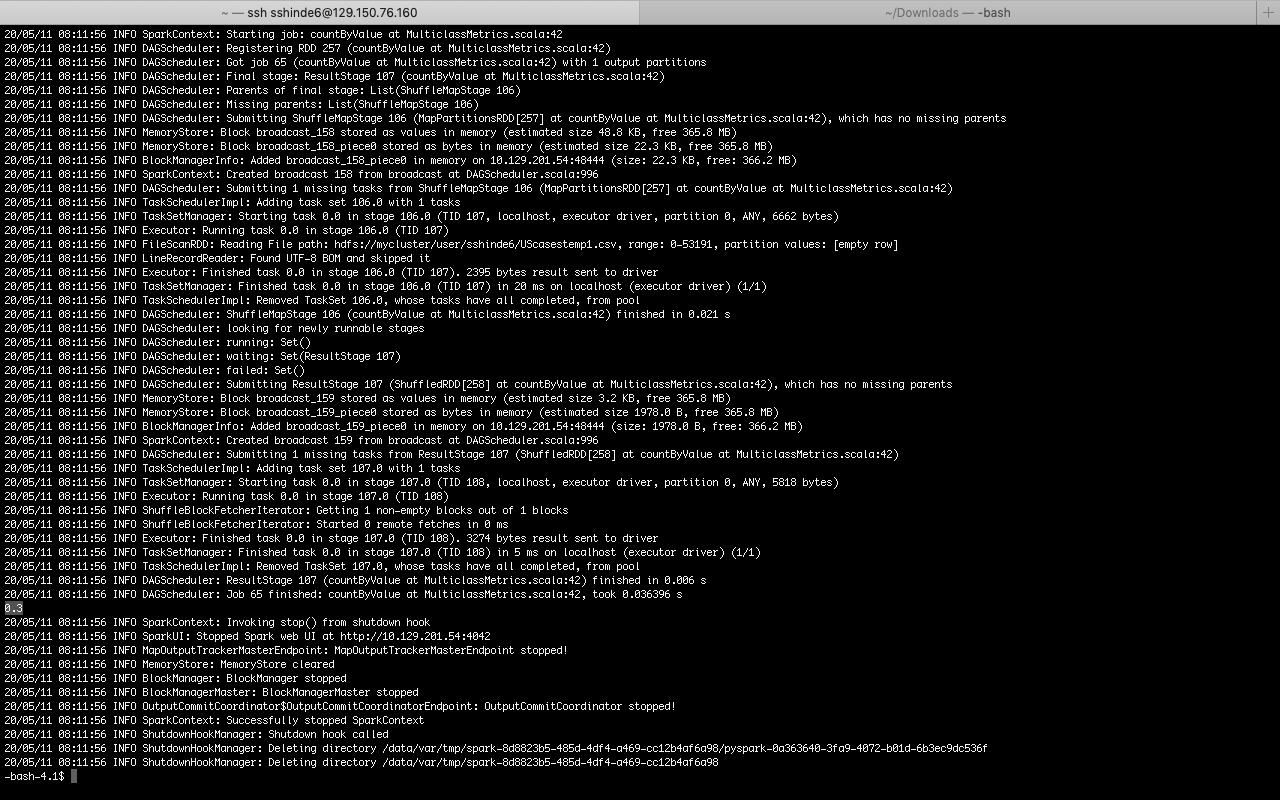 ~ — ssh sshinde6@129.150.76.160
~/Downloads — -bash
+
20/05/11 08:11:56 INFO SparkContext: Starting job: countByValue at MulticlassMetrics.scala:42
20/05/11 08:11:56 INFO DAGScheduler: Registering RDD 257 (countByValue at MulticlassMetrics.scala:42)
20/05/11 08:11:56 INFO DAGScheduler: Got job 65 (countByValue at MulticlassMetrics.scala:42) with 1 output partitions
20/05/11 08:11:56 INFO DAGScheduler: Final stage: ResultStage 107 (countByValue at MulticlassMetrics.scala:42)
20/05/11 08:11:56 INFO DAGScheduler: Parents of final stage: List(ShuffleMapStage 106)
20/05/11 08:11:56 INFO DAGScheduler: Missing parents: List(ShuffleMapStage 106)
20/05/11 08:11:56 INFO DAGScheduler: Submitting ShuffleMapStage 106 (MapPartitionsRDD[257] at countByValue at MulticlassMetrics.scala:42), which has no missing parents
20/05/11 08:11:56 INFO MemoryStore: Block broadcast_158 stored as values in memory (estimated size 48.8 KB, free 365.8 MB)
20/05/11 08:11:56 INFO MemoryStore: Block broadcast_158_piece0 stored as bytes in memory (estimated size 22.3 KB, free 365.8 MB)
20/05/11 08:11:56 INFO BlockManagerInfo: Added broadcast_158_piece0 in memory on 10.129.201.54:48444 (size: 22.3 KB, free: 366.2 MB)
20/05/11 08:11:56 INFO SparkContext: Created broadcast 158 from broadcast at DAGScheduler.scala:996
20/05/11 08:11:56 INFO DAGScheduler: Submitting 1 missing tasks from ShuffleMapStage 106 (MapPartitionsRDD[257] at countByValue at MulticlassMetrics.scala:42)
20/05/11 08:11:56 INFO TaskSchedulerImpl: Adding task set 106.0 with 1 tasks
20/05/11 08:11:56 INFO TaskSetManager: Starting task 0.0 in stage 106.0 (TID 107, localhost, executor driver, partition 0, ANY, 6662 bytes)
20/05/11 08:11:56 INFO Executor: Running task 0.0 in stage 106.0 (TID 107)
20/05/11 08:11:56 INFO FileScanRDD: Reading File path: hdfs://mycluster/user/sshinde6/UScasestemp1.csv, range: 0-53191, partition values: [empty row]
20/05/11 08:11:56 INFO LineRecordReader: Found UTF-8 BOM and skipped it
20/05/11 08:11:56 INFO Executor: Finished task 0.0 in stage 106.0 (TID 107). 2395 bytes result sent to driver
20/05/11 08:11:56 INFO TaskSetManager: Finished task 0.0 in stage 106.0 (TID 107) in 20 ms on localhost (executor driver) (1/1)
20/05/11 08:11:56 INFO TaskSchedulerImpl: Removed TaskSet 106.0, whose tasks have all completed, from pool
20/05/11 08:11:56 INFO DAGScheduler: ShuffleMapStage 106 (countByValue at MulticlassMetrics.scala:42) finished in 0.021 s
20/05/11 08:11:56 INFO DAGScheduler: looking for newly runnable stages
20/05/11 08:11:56 INFO DAGScheduler: running: Set()
20/05/11 08:11:56 INFO DAGScheduler: waiting: Set(ResultStage 107)
20/05/11 08:11:56 INFO DAGScheduler: failed: Set()
20/05/11 08:11:56 INFO DAGScheduler: Submitting ResultStage 107 (ShuffledRDD[258] at countByValue at MulticlassMetrics.scala:42), which has no missing parents
20/05/11 08:11:56 INFO MemoryStore: Block broadcast_159 stored as values in memory (estimated size 3.2 KB, free 365.8 MB)
20/05/11 08:11:56 INFO MemoryStore: Block broadcast_159_piece0 stored as bytes in memory (estimated size 1978.0 B, free 365.8 MB)
20/05/11 08:11:56 INFO BlockManagerInfo: Added broadcast_159_piece0 in memory on 10.129.201.54:48444 (size: 1978.0 B, free: 366.2 MB)
20/05/11 08:11:56 INFO SparkContext: Created broadcast 159 from broadcast at DAGScheduler.scala:996
20/05/11 08:11:56 INFO DAGScheduler: Submitting 1 missing tasks from ResultStage 107 (ShuffledRDD[258] at countByValue at MulticlassMetrics.scala:42)
20/05/11 08:11:56 INFO TaskSchedulerImpl: Adding task set 107.0 with 1 tasks
20/05/11 08:11:56 INFO TaskSetManager: Starting task 0.0 in stage 107.0 (TID 108, localhost, executor driver, partition 0, ANY, 5818 bytes)
20/05/11 08:11:56 INFO Executor: Running task 0.0 in stage 107.0 (TID 108)
20/05/11 08:11:56 INFO ShuffleBlockFetcherIterator: Getting 1 non-empty blocks out of 1 blocks
20/05/11 08:11:56 INFO ShuffleBlockFetcherIterator: Started 0 remote fetches in 0 ms
20/05/11 08:11:56 INFO Executor: Finished task 0.0 in stage 107.0 (TID 108). 3274 bytes result sent to driver
20/05/11 08:11:56 INFO TaskSetManager: Finished task 0.0 in stage 107.0 (TID 108) in 5 ms on localhost (executor driver) (1/1)
20/05/11 08:11:56 INFO TaskSchedulerImpl: Removed TaskSet 107.0, whose tasks have all completed, from pool
20/05/11 08:11:56 INFO DAGScheduler: ResultStage 107 (countByValue at MulticlassMetrics.scala:42) finished in 0.006 s
20/05/11 08:11:56 INFO DAGScheduler: Job 65 finished: countByValue at MulticlassMetrics.scala:42, took 0.036396 s
0.3
20/05/11 08:11:56 INFO SparkContext: Invoking stop() from shutdown hook
20/05/11 08:11:56 INFO SparkUI: Stopped Spark web UI at http://10.129.201.54:4042
20/05/11 08:11:56 INFO MapOutputTrackerMasterEndpoint: MapOutputTrackerMasterEndpoint stopped!
20/05/11 08:11:56 INFO MemoryStore: MemoryStore cleared
20/05/11 08:11:56 INFO BlockManager: BlockManager stopped
20/05/11 08:11:56 INFO BlockManagerMaster: BlockManagerMaster stopped
20/05/11 08:11:56 INFO OutputCommitCoordinator$OutputCommitCoordinatorEndpoint: OutputCommitCoordinator stopped!
20/05/11 08:11:56 INFO SparkContext: Successfully stopped SparkContext
20/05/11 08:11:56 INFO ShutdownHookManager: Shutdown hook called
20/05/11 08:11:56 INFO ShutdownHookManager: Deleting directory /data/var/tmp/spark-8d8823b5-485d-4df4-a469-cc12b4af6a98/pyspark-0a363640-3fa9-4072-b01d-6b3ec9dc536f
20/05/11 08:11:56 INFO ShutdownHookManager: Deleting directory /data/var/tmp/spark-8d8823b5-485d-4df4-a469-cc12b4af6a98
-bash-4.1$